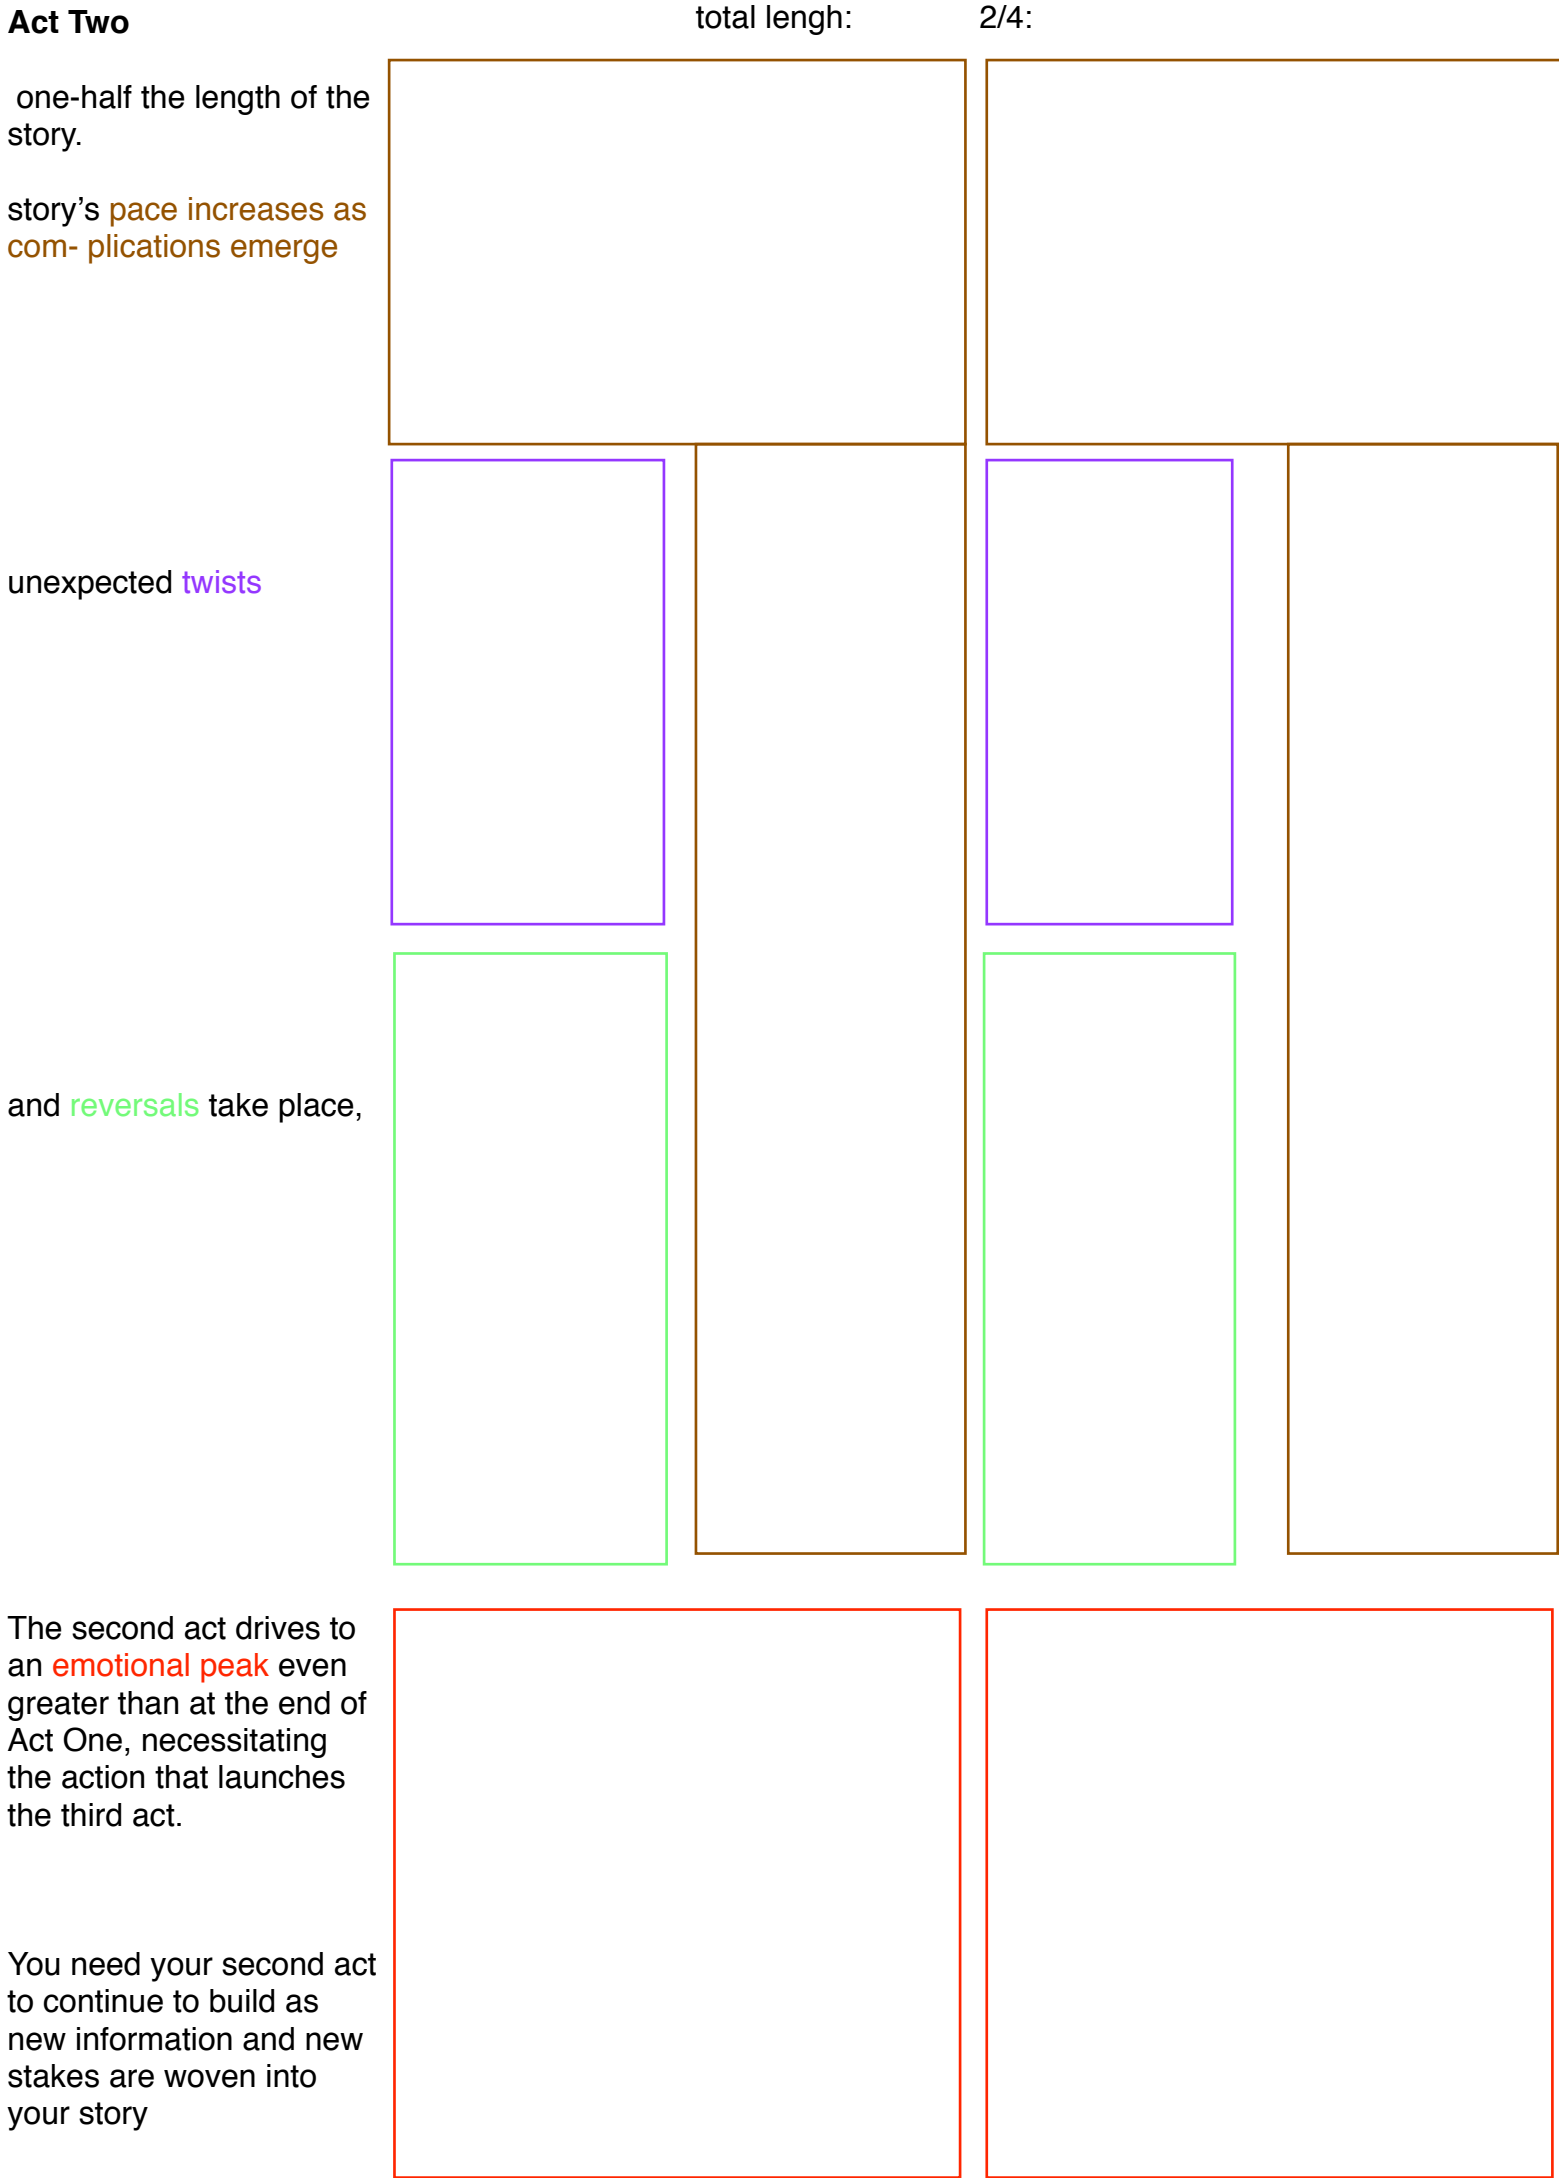 Act Two
total lengh:
2/4:
one-half the length of the
story.
story's pace increases as
com- plications emerge
unexpected twists
and reversals take place,
The second act drives to
an emotional peak even
greater than at the end of
Act One, necessitating
the action that launches
the third act.
You need your second act
to continue to build as
new information and new
stakes are woven into
your story